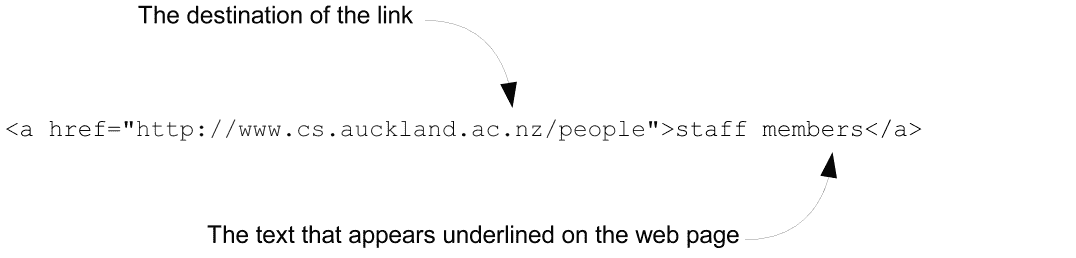 The destination of the link
<a href="http://www.cs.auckland.ac.nz/people">staff members</a>
The text that appears underlined on the web page